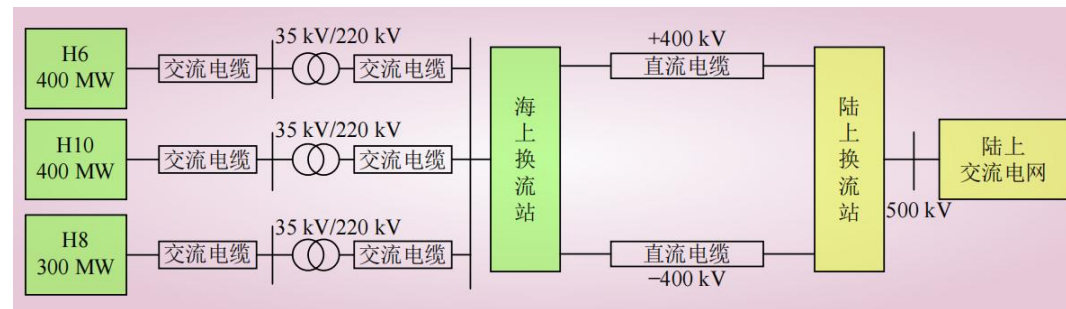 H6
400 MW
交流电缆
35 kV/220 kV
交流电缆
H10
400 MW
交流电缆
35 kV/220 kV
交流电缆
H8
300 MW
交流电缆
35 kV/220 kV
交流电缆
海上换流站
+400 kV
直流电缆
直流电缆
−400 kV
陆上换流站
500 kV
陆上
交流电网